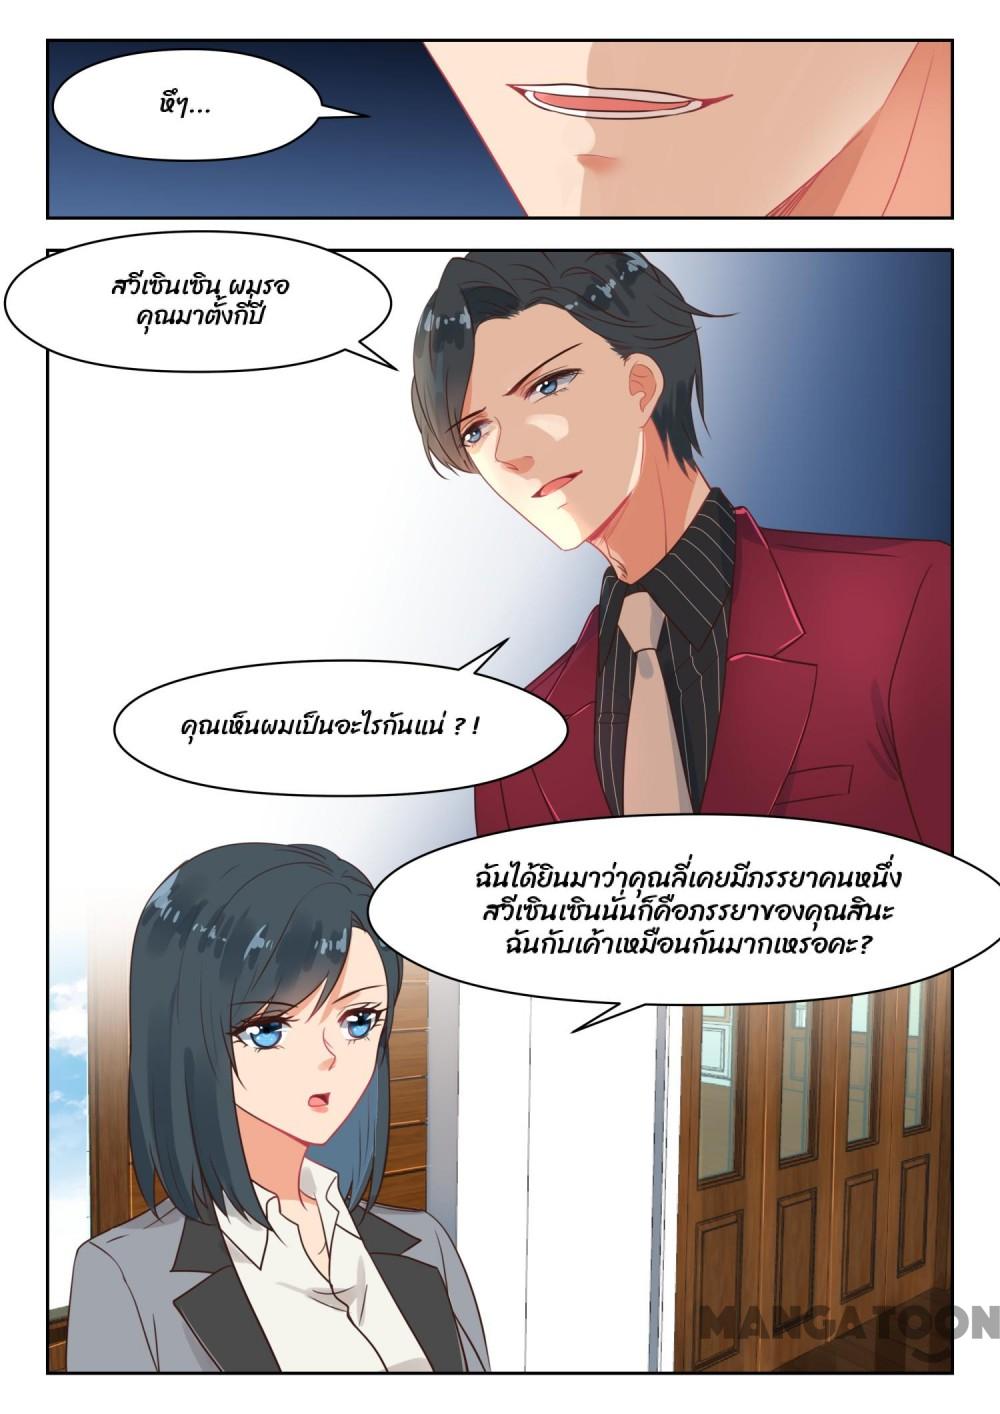 หึๆ...
สวีเซินเซิน ผมรอ
คุณมาตั้งกี่ปี
คุณเห็นผมเป็นอะไรกันแน่ ?!
ฉันได้ยินมาว่าคุณลี่เคยมีภรรยาคนหนึ่ง
สวีเซินเซินนั่นก็คือภรรยาของคุณสินะ
ฉันกับเค้าเหมือนกันมากเหรอคะ?
MANGATOON